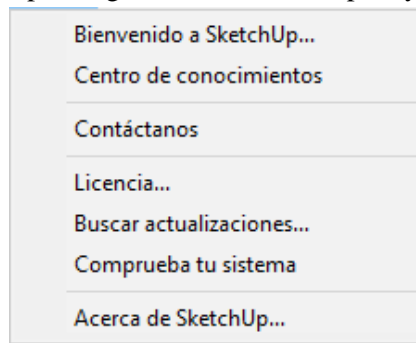 Bienvenido a SketchUp...
Centro de conocimientos
Contáctanos
Licencia...
Buscar actualizaciones...
Comprueba tu sistema
Acerca de SketchUp...